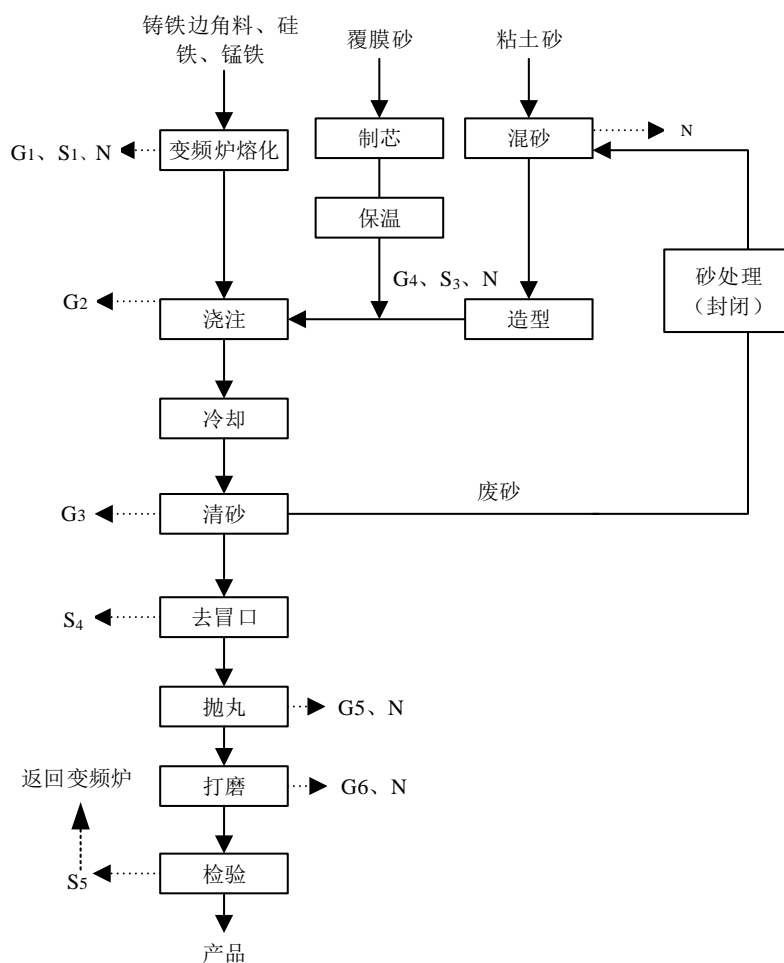 铸铁边角料、硅
铁、锰铁
覆膜砂
粘土砂
变频炉熔化
G1、S1、N
制芯
混砂
N
保温
G4、S3、N
砂处理
（封闭）
G2
浇注
造型
冷却
G3
清砂
废砂
S4
去冒口
抛丸
G5、N
返回变频炉
打磨
G6、N
S5
检验
产品